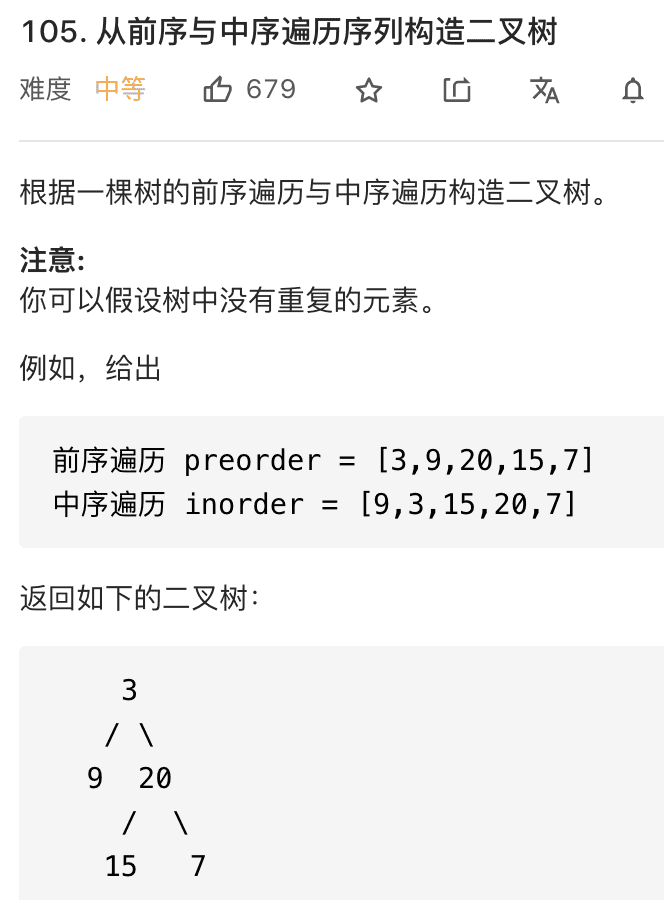 105. 从前序与中序遍历序列构造二叉树
难度 中等 679
根据一棵树的前序遍历与中序遍历构造二叉树。
注意:
你可以假设树中没有重复的元素。
例如，给出
前序遍历 preorder = [3,9,20,15,7]
中序遍历 inorder = [9,3,15,20,7]
返回如下的二叉树：
3
/ \
9 20
/ \
15 7